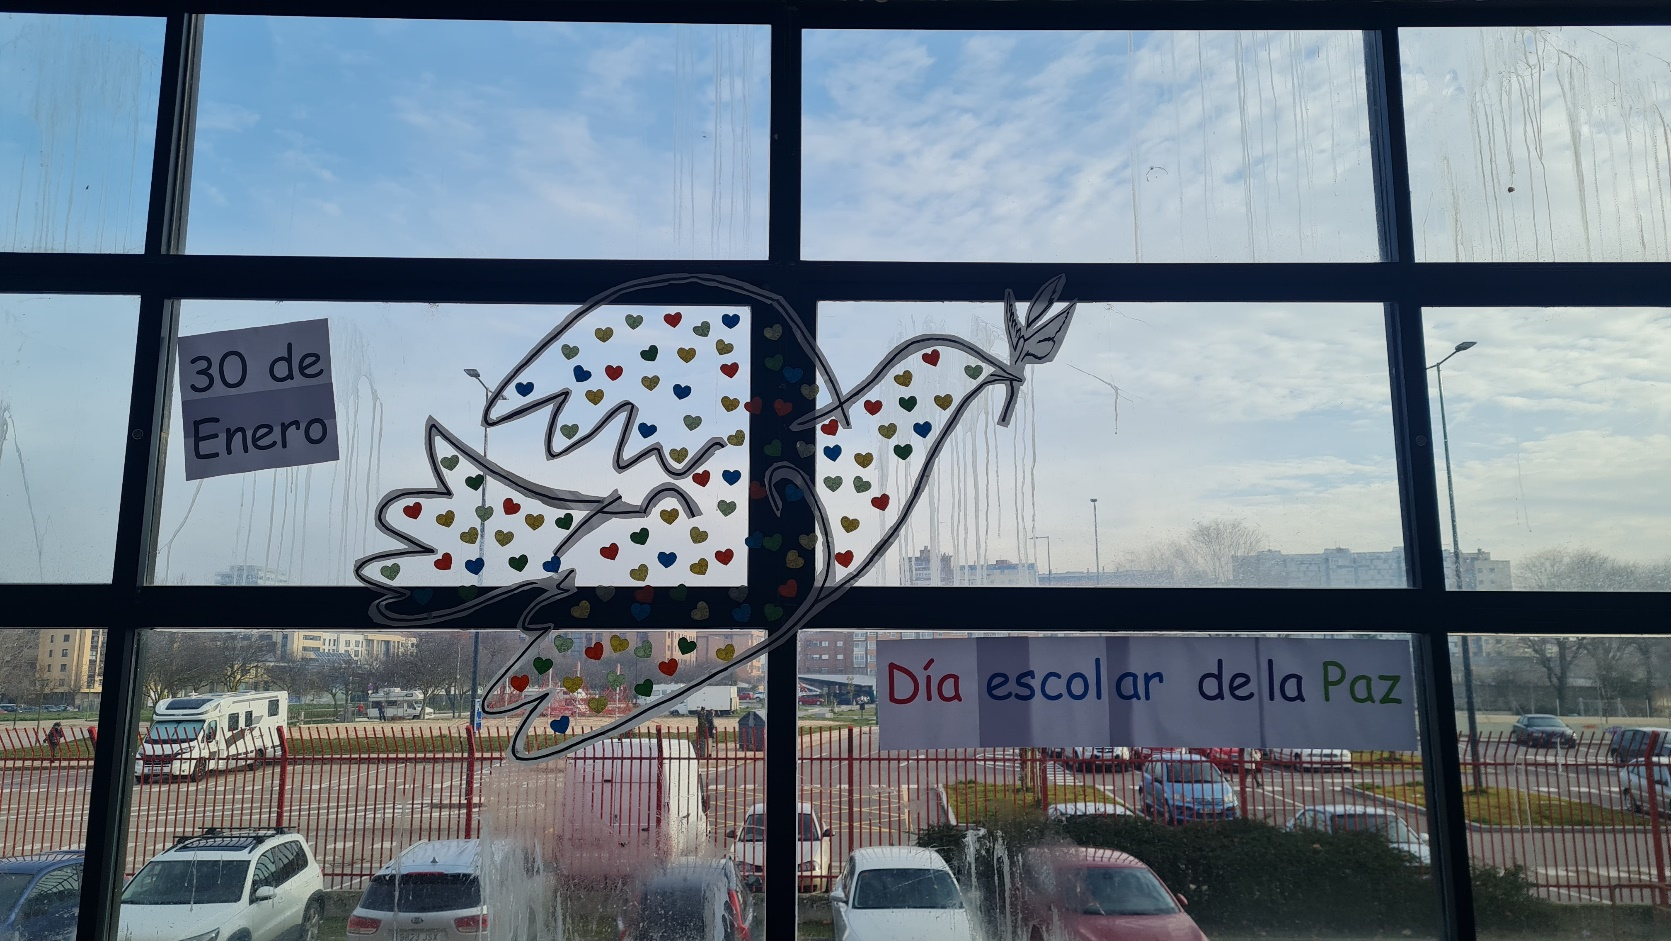 30 de
Enero
Día escolar de la Paz